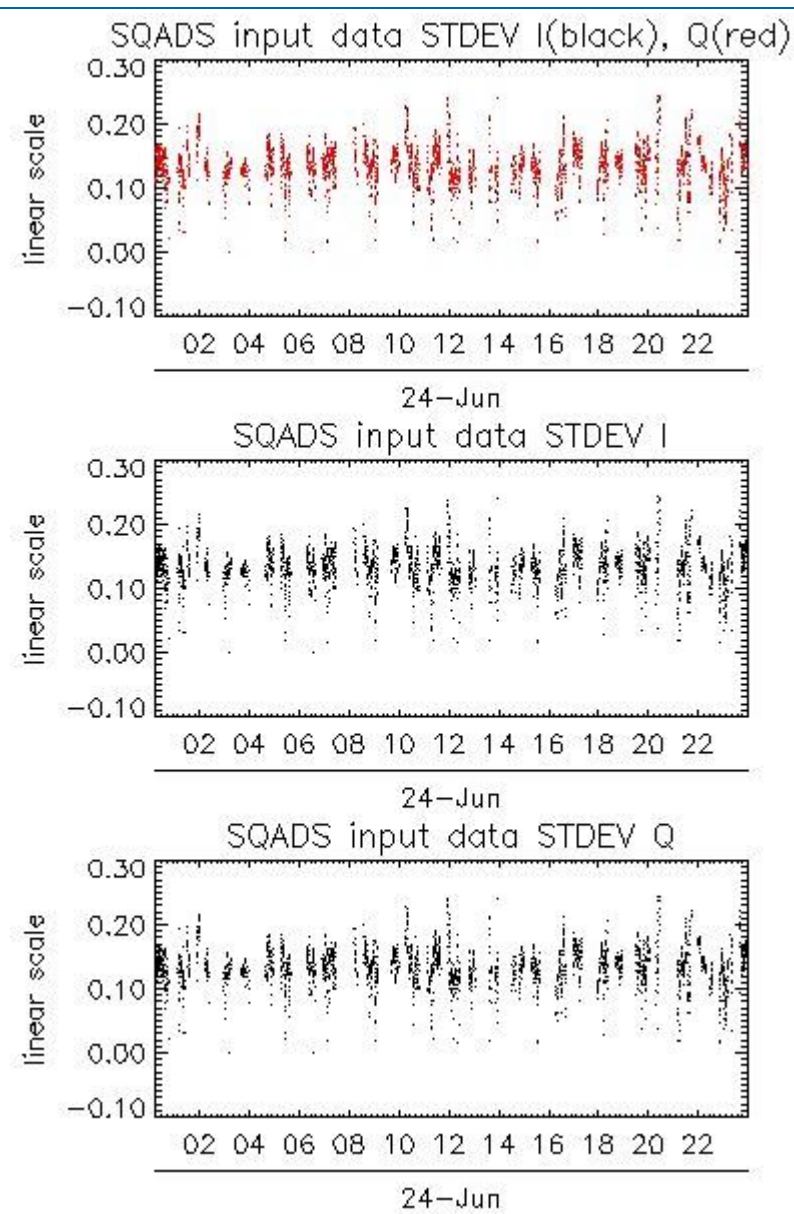 SQADS input data STDEV I(black), Q(red)
0.30
0.20
0.10
0.00
−0.10
linear scale
02 04 06 08 10 12 14 16 18 20 22
24−Jun
SQADS input data STDEV I
0.30
0.20
0.10
0.00
−0.10
linear scale
02 04 06 08 10 12 14 16 18 20 22
24−Jun
SQADS input data STDEV Q
0.30
0.20
0.10
0.00
−0.10
linear scale
02 04 06 08 10 12 14 16 18 20 22
24−Jun